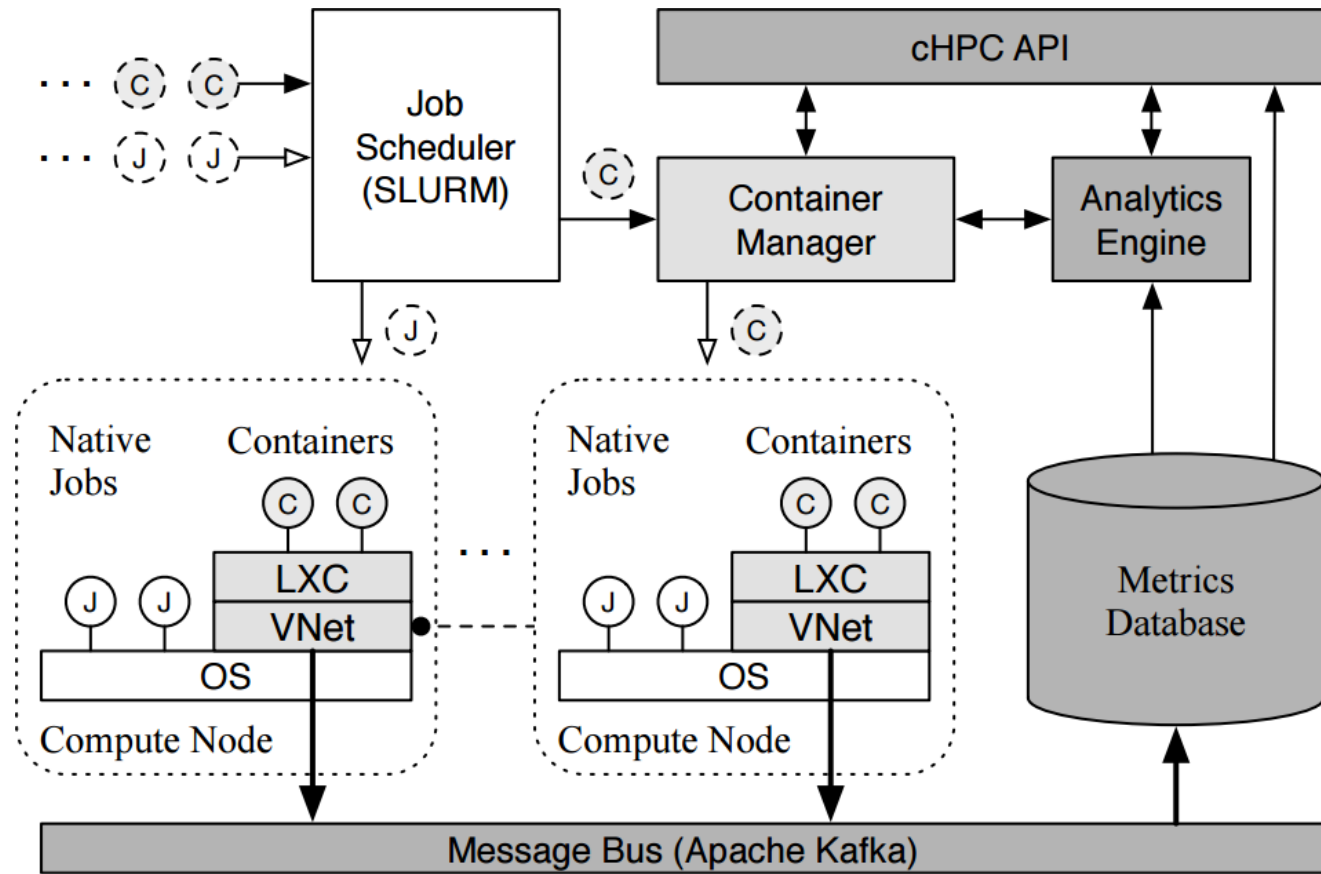 cHPC API
. . . C C
. . . J J
Job
Scheduler
(SLURM)
C
Container
Manager
Analytics
Engine
J
C
Native
Jobs
Containers
C C
J J
LXC
VNet
OS
Compute Node
. . .
Native
Jobs
Containers
C C
J J
LXC
VNet
OS
Compute Node
Metrics
Database
Message Bus (Apache Kafka)